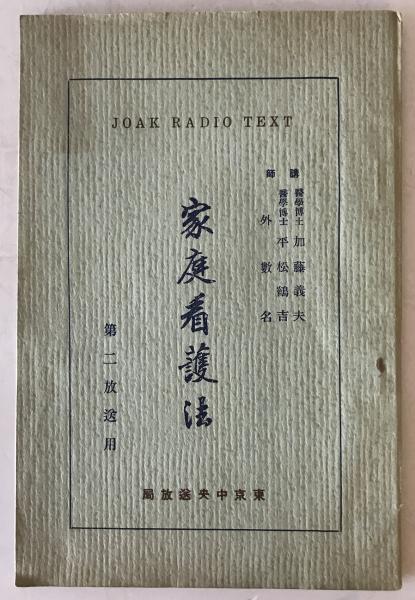 JOAK RADIO TEXT
講師
醫學博士 加藤義夫
醫學博士 平松鶴吉
外數名
家庭看護法
第二放送用
東京中央放送局